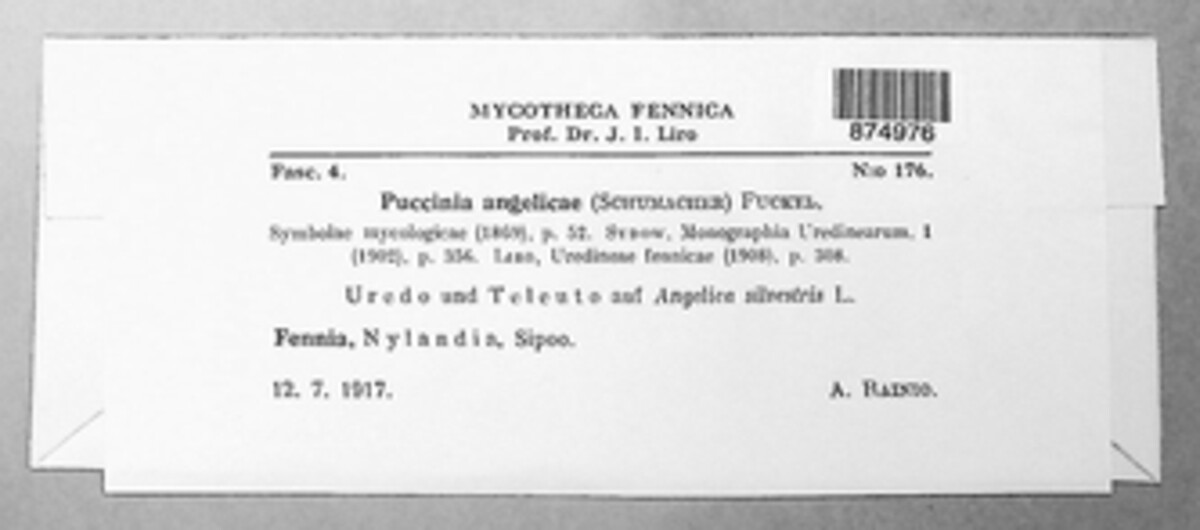 MYCOTHECA FENNICA
Prof. Dr. J. I. Liro
874976
Fasc. 4.
N:o 176.
Puccinia angelicae (SCHUMACHER) FUCKEL.
Symbolae mycologicae (1869), p. 52. SYDOW, Monographia Uredinearum, I
(1902), p. 356. LIRO, Uredineae fennicae (1908), p. 308.
Uredo und Teleuto auf Angelica silvestris L.
Fennia, Nylandia, Sipoo.
12. 7. 1917.
A. RAINIO.